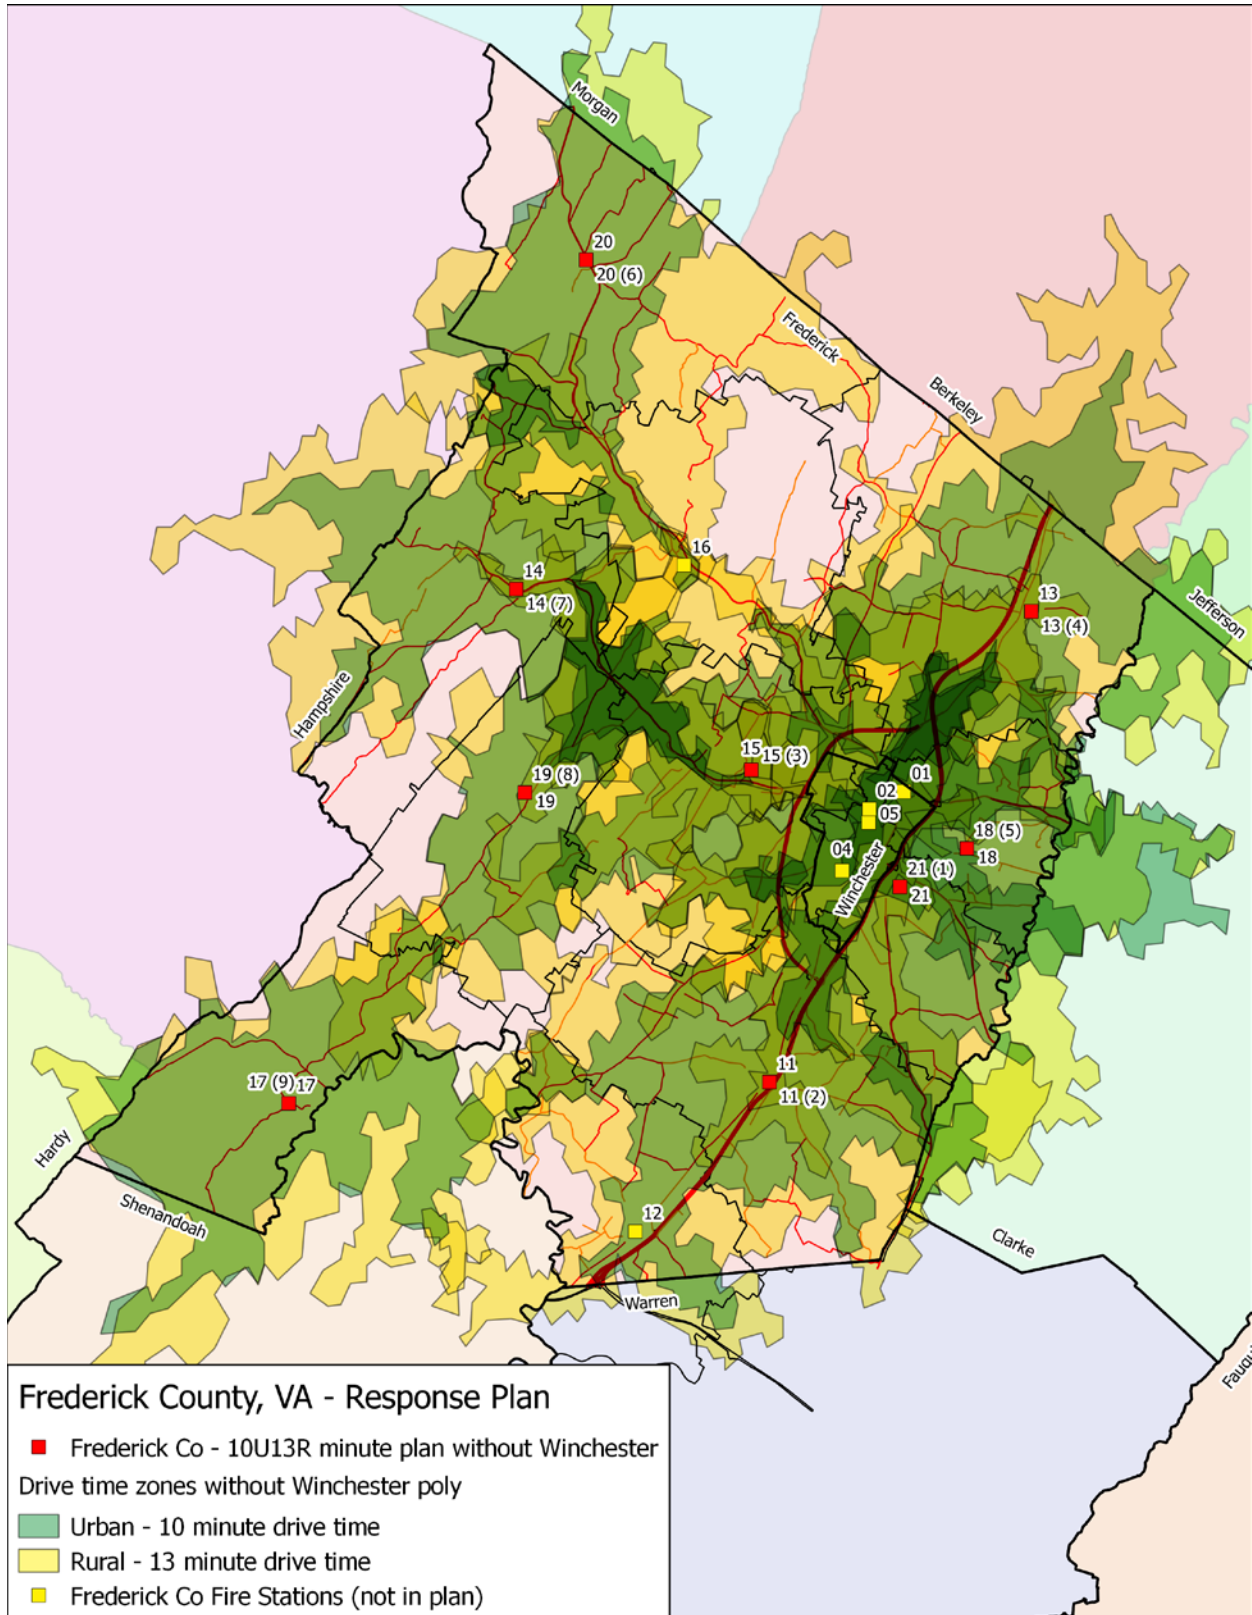 Morgan
20
20 (6)
Frederick
Berkeley
16
14
14 (7)
13
13 (4)
Jefferson
Hampshire
15
15 (3)
19 (8)
19
01
02
05
18 (5)
18
04
21 (1)
21
Winchester
11
11 (2)
17 (9)
17
Hardy
Shenandoah
12
Clarke
Warren
Fauqui
Frederick County, VA - Response Plan
Frederick Co - 10U13R minute plan without Winchester
Drive time zones without Winchester poly
Urban - 10 minute drive time
Rural - 13 minute drive time
Frederick Co Fire Stations (not in plan)